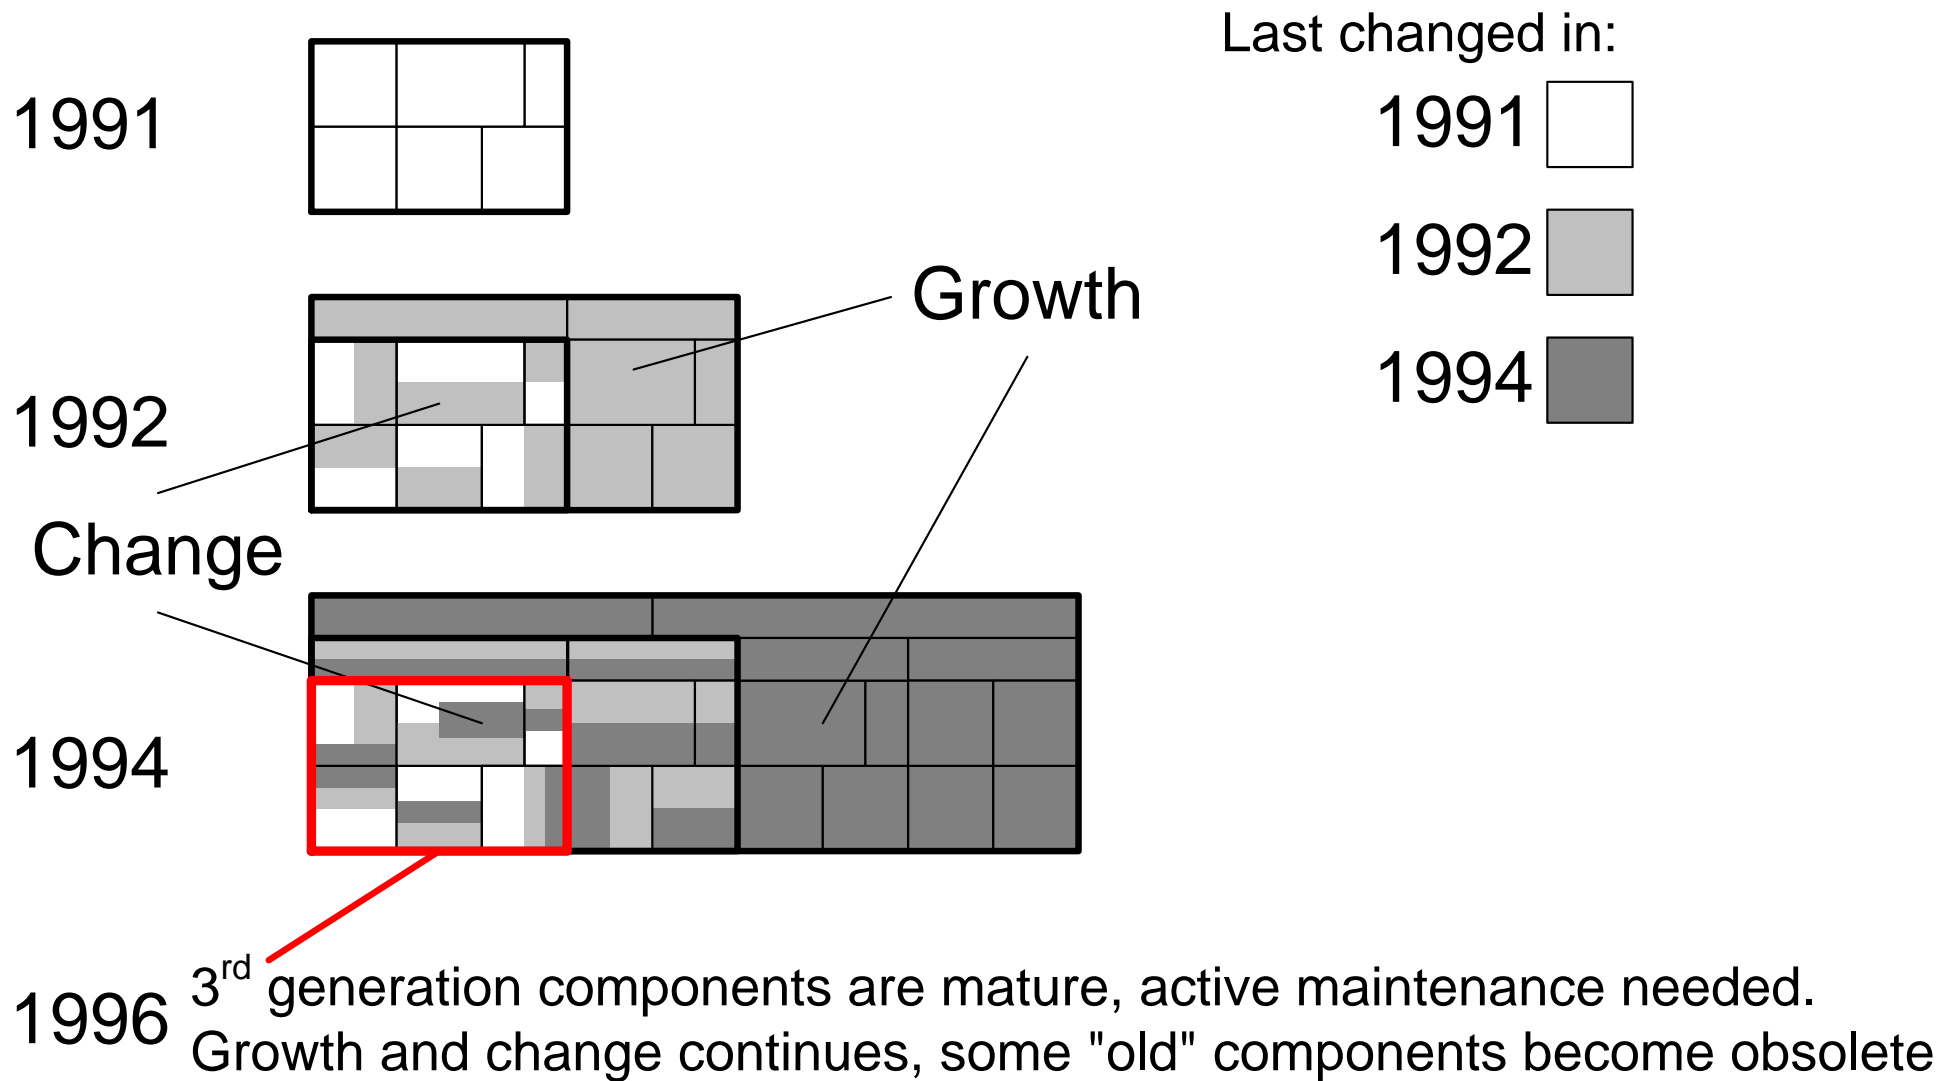 Last changed in:
1991
1991
1992
Growth
1994
1992
Change
1994
3rd generation components are mature, active maintenance needed.
1996
Growth and change continues, some "old" components become obsolete